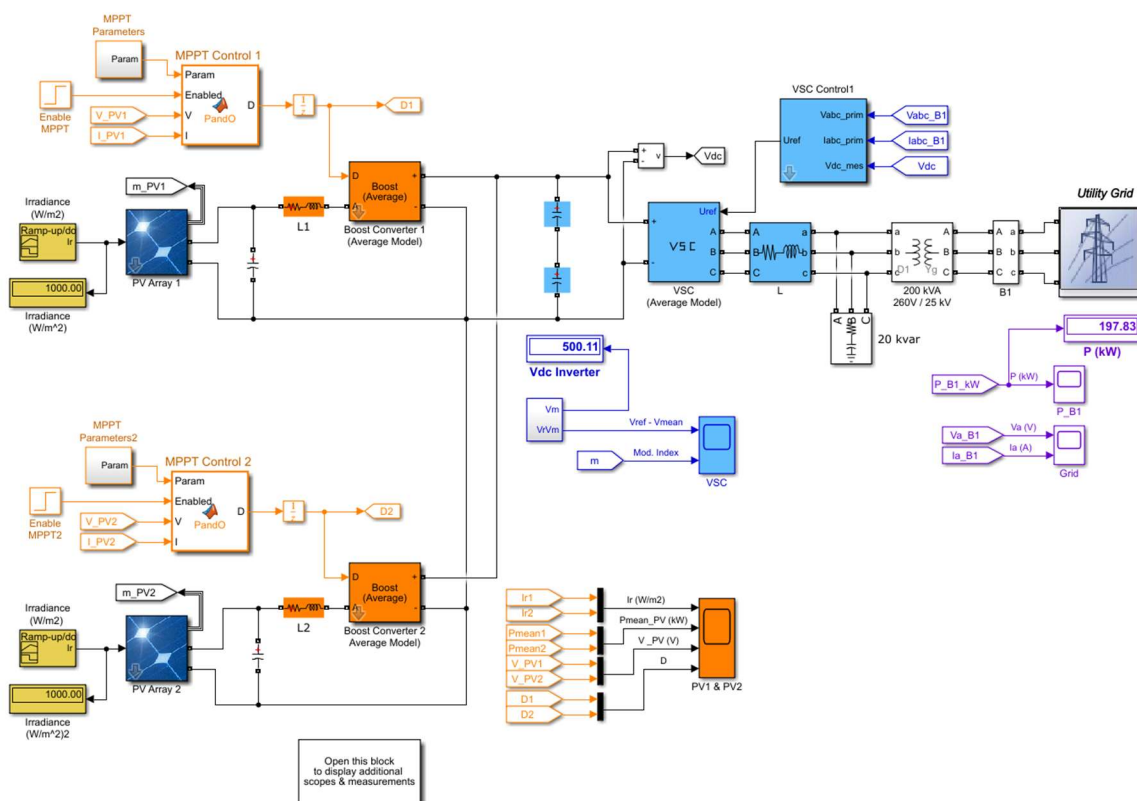 MPPT
Parameters
Param
MPPT Control 1
Param
Enabled
V
I
D
PandO
Enable
MPPT
V_PV1
I_PV1
1
z
D1
m_PV1
Irradiance
(W/m2)
Ramp-up/do
Ir
1000.00
Irradiance
(W/m^2)
PV Array 1
L1
D
A
Boost
(Average)
+
-
Boost Converter 1
(Average Model)
+
-
v
Vdc
VSC Control1
Uref
Vabc_prim
Iabc_prim
Vdc_mes
Vabc_B1
Iabc_B1
Vdc
Uref
+
-
VSC
A
B
C
VSC
(Average Model)
A
B
C
a
b
c
L
a
b
c
D1
Yg
A
B
C
200 kVA
260V / 25 kV
A
B
C
a
b
c
B1
Utility Grid
a
b
c
A
B
C
20 kvar
197.83
P (kW)
P_B1_kW
P (kW)
P_B1
Va_B1
Va (V)
Ia_B1
Ia (A)
Grid
500.11
Vdc Inverter
Vm
VrVm
Vref - Vmean
m
Mod. Index
VSC
MPPT
Parameters2
Param
MPPT Control 2
Param
Enabled
V
I
D
PandO
Enable
MPPT2
V_PV2
I_PV2
1
z
D2
m_PV2
Irradiance
(W/m2)
Ramp-up/do
Ir
1000.00
Irradiance
(W/m^2)2
PV Array 2
L2
D
A
Boost
(Average)
+
-
Boost Converter 2
Average Model)
Ir1
Ir2
Pmean1
Pmean2
V_PV1
V_PV2
D1
D2
Ir (W/m2)
Pmean_PV (kW)
V_PV (V)
D
PV1 & PV2
Open this block
to display additional
scopes & measurements